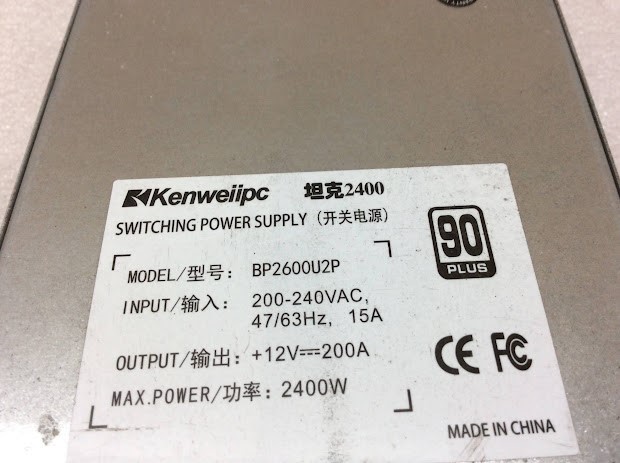 Kenweiipc 坦克2400
SWITCHING POWER SUPPLY (开关电源)
90
PLUS
MODEL/型号: BP2600U2P
INPUT/输入: 200-240VAC,
47/63Hz, 15A
OUTPUT/输出: +12V⎓200A
MAX.POWER/功率: 2400W
CE FC
MADE IN CHINA